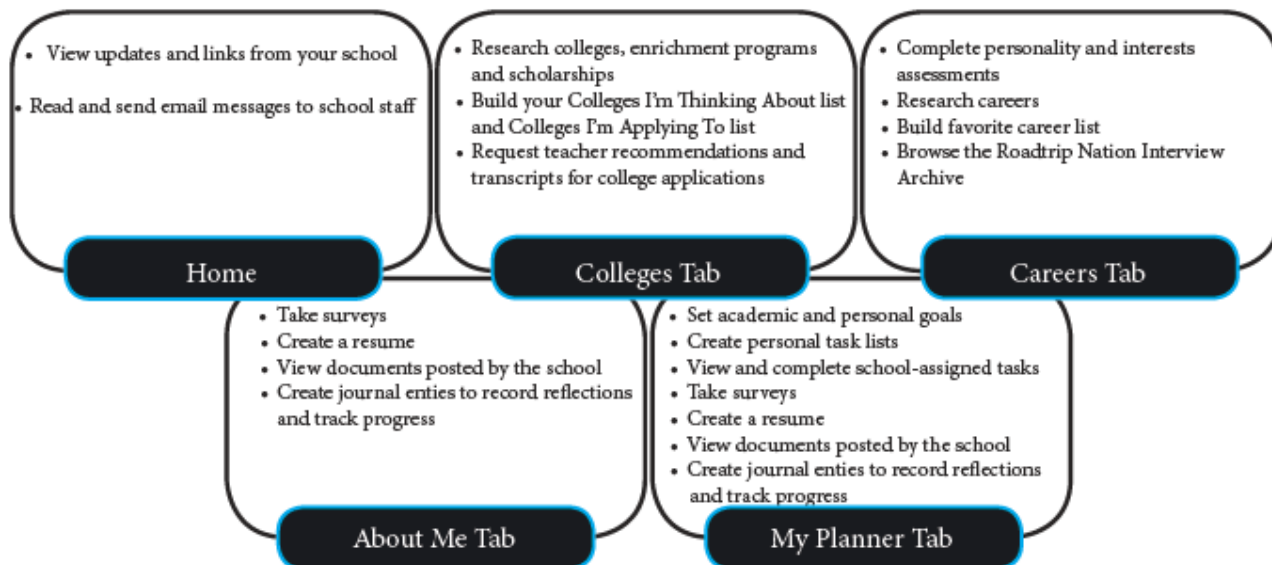 • View updates and links from your school
• Read and send email messages to school staff
Home
• Research colleges, enrichment programs
and scholarships
• Build your Colleges I'm Thinking About list
and Colleges I'm Applying To list
• Request teacher recommendations and
transcripts for college applications
Colleges Tab
• Complete personality and interests
assessments
• Research careers
• Build favorite career list
• Browse the Roadtrip Nation Interview
Archive
Careers Tab
• Take surveys
• Create a resume
• View documents posted by the school
• Create journal enties to record reflections
and track progress
About Me Tab
• Set academic and personal goals
• Create personal task lists
• View and complete school-assigned tasks
• Take surveys
• Create a resume
• View documents posted by the school
• Create journal enties to record reflections
and track progress
My Planner Tab